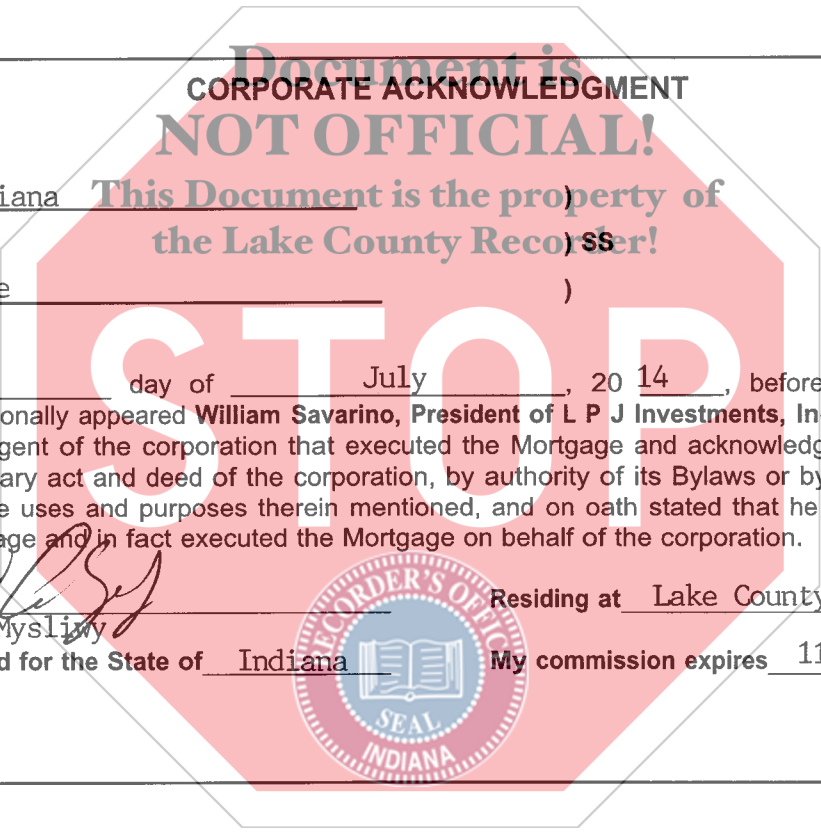 Document is
CORPORATE ACKNOWLEDGMENT
NOT OFFICIAL!
iana )
This Document is the property of
the Lake County Recorder!
) SS
e )
STOP
day of July, 20 14, before
onally appeared William Savarino, President of L P J Investments, In
gent of the corporation that executed the Mortgage and acknowledg
ary act and deed of the corporation, by authority of its Bylaws or by
e uses and purposes therein mentioned, and on oath stated that he
age and in fact executed the Mortgage on behalf of the corporation.
Residing at Lake County
Mysliwy
d for the State of Indiana My commission expires 11
RECORDER'S OFFICE
SEAL
INDIANA